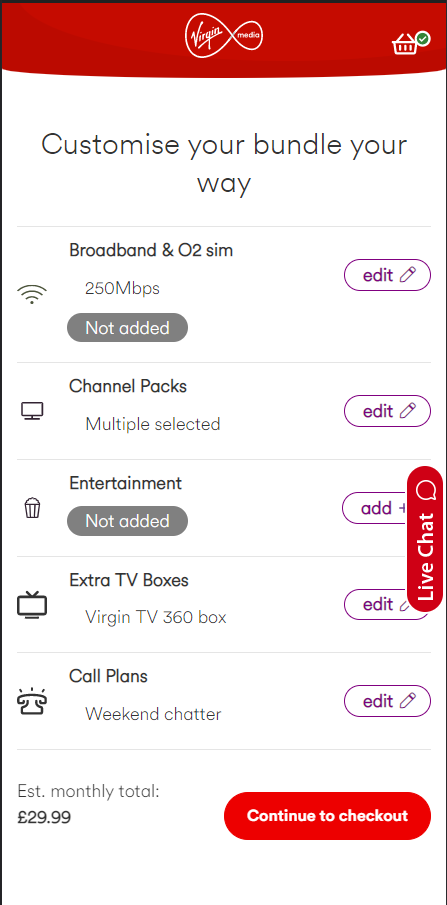 Virgin media
Customise your bundle your
way
Broadband & O2 sim
250Mbps
edit
Not added
Channel Packs
Multiple selected
edit
Entertainment
Not added
add +
Extra TV Boxes
Virgin TV 360 box
edit
Live Chat
Call Plans
Weekend chatter
edit
Est. monthly total:
£29.99
Continue to checkout